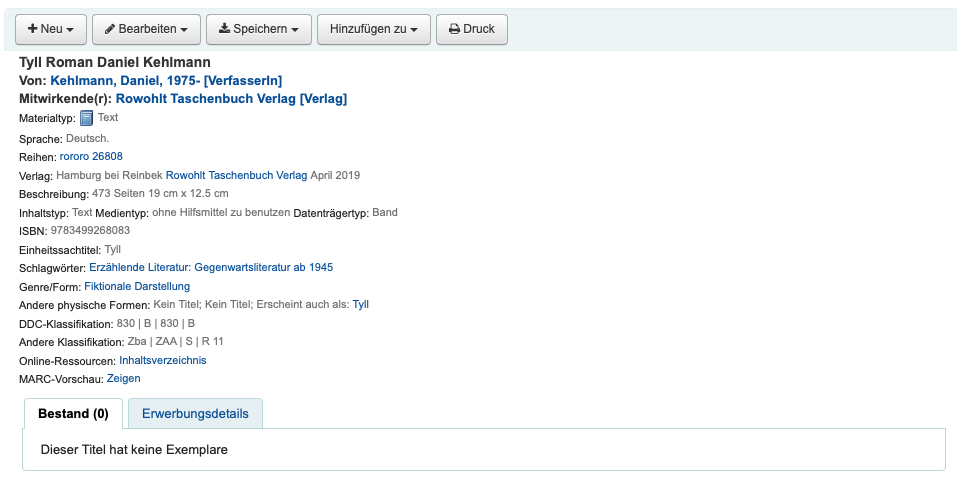 Neu Bearbeiten Speichern Hinzufügen zu Druck
Tyll Roman Daniel Kehlmann
Von: Kehlmann, Daniel, 1975- [VerfasserIn]
Mitwirkende(r): Rowohlt Taschenbuch Verlag [Verlag]
Materialtyp: Text
Sprache: Deutsch.
Reihen: rororo 26808
Verlag: Hamburg bei Reinbek Rowohlt Taschenbuch Verlag April 2019
Beschreibung: 473 Seiten 19 cm x 12.5 cm
Inhaltstyp: Text Medientyp: ohne Hilfsmittel zu benutzen Datenträgertyp: Band
ISBN: 9783499268083
Einheitssachtitel: Tyll
Schlagwörter: Erzählende Literatur: Gegenwartsliteratur ab 1945
Genre/Form: Fiktionale Darstellung
Andere physische Formen: Kein Titel; Kein Titel; Erscheint auch als: Tyll
DDC-Klassifikation: 830 | B | 830 | B
Andere Klassifikation: Zba | ZAA | S | R 11
Online-Ressourcen: Inhaltsverzeichnis
MARC-Vorschau: Zeigen
Bestand (0) Erwerbungsdetails
Dieser Titel hat keine Exemplare